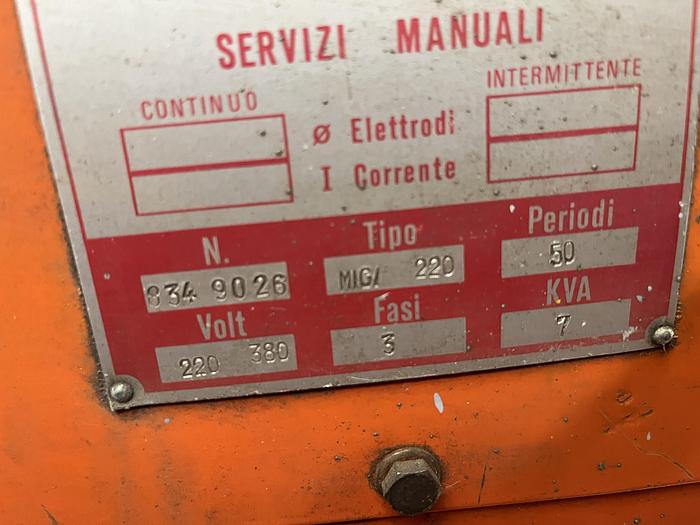 SERVIZI MANUALI
CONTINUO
INTERMITTENTE
ø Elettrodi
I Corrente
N. Tipo Periodi
834 9026 MIG/ 220 50
Volt Fasi KVA
220 380 3 7